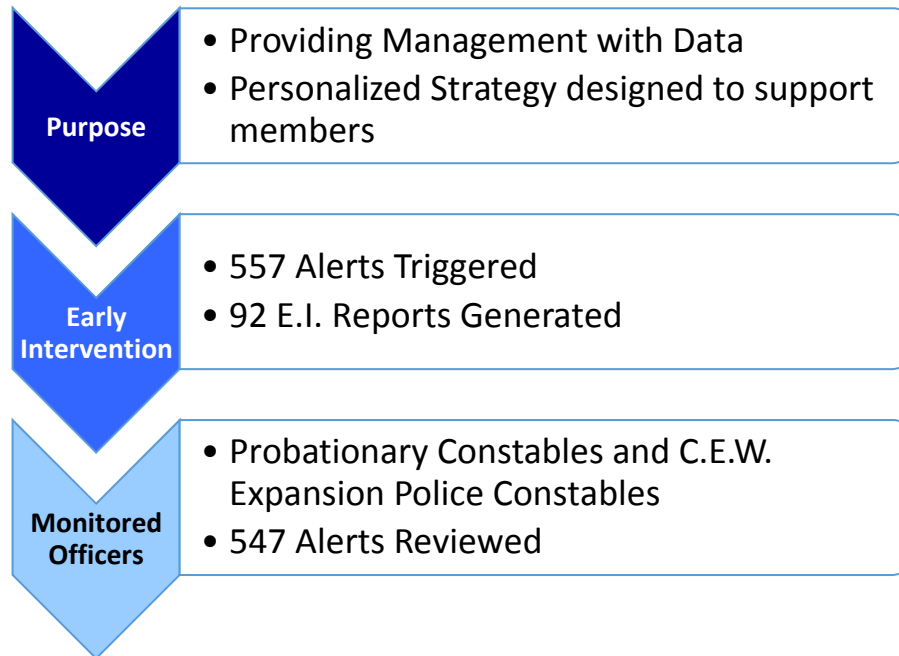 Purpose
• Providing Management with Data
• Personalized Strategy designed to support
members
Early
Intervention
• 557 Alerts Triggered
• 92 E.I. Reports Generated
Monitored
Officers
• Probationary Constables and C.E.W.
Expansion Police Constables
• 547 Alerts Reviewed